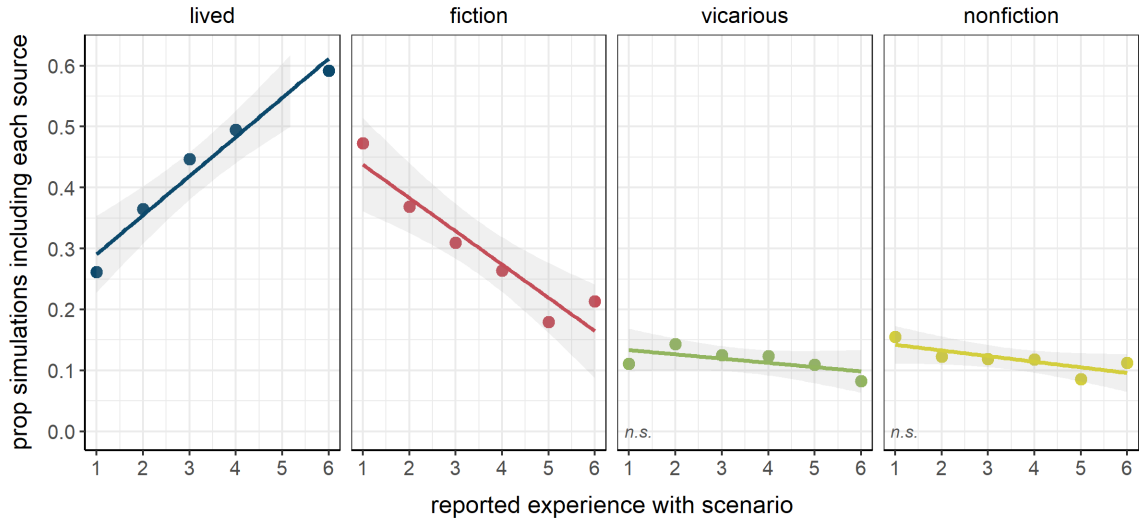 lived fiction vicarious nonfiction
prop simulations including each source
0.6
0.5
0.4
0.3
0.2
0.1
0.0
n.s. n.s.
1 2 3 4 5 6 1 2 3 4 5 6 1 2 3 4 5 6 1 2 3 4 5 6
reported experience with scenario